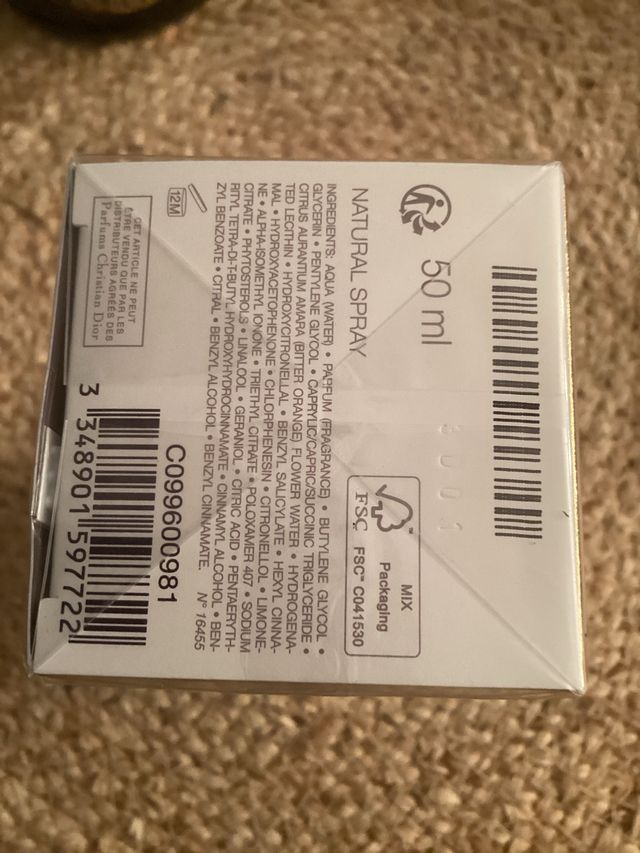 50 ml
NATURAL SPRAY
MIX
Packaging
FSC™ C041530
FSC
INGREDIENTS: AQUA (WATER) • PARFUM (FRAGRANCE) • BUTYLENE GLYCOL •
GLYCERIN • PENTYLENE GLYCOL • CAPRYLIC/CAPRIC/SUCCINIC TRIGLYCERIDE •
CITRUS AURANTIUM AMARA (BITTER ORANGE) FLOWER WATER • HYDROGENA-
TED LECITHIN • HYDROXYCITRONELLAL • BENZYL SALICYLATE • HEXYL CINNA-
MAL • HYDROXYACETOPHENONE • CHLORPHENESIN • CITRONELLOL • LIMONE-
NE • ALPHA-ISOMETHYL IONONE • TRIETHYL CITRATE • POLOXAMER 407 • SODIUM
CITRATE • PHYTOSTEROLS • LINALOOL • GERANIOL • CITRIC ACID • PENTAERYTH-
RITYL TETRA-DI-T-BUTYL HYDROXYHYDROCINNAMATE • CINNAMYL ALCOHOL • BEN-
ZYL BENZOATE • CITRAL • BENZYL ALCOHOL • BENZYL CINNAMATE. N° 16455
12M
C099600981
CET ARTICLE NE PEUT
ÊTRE VENDU QUE PAR LES
DISTRIBUTEURS AGRÉÉS DES
Parfums Christian Dior
3 348901 597722